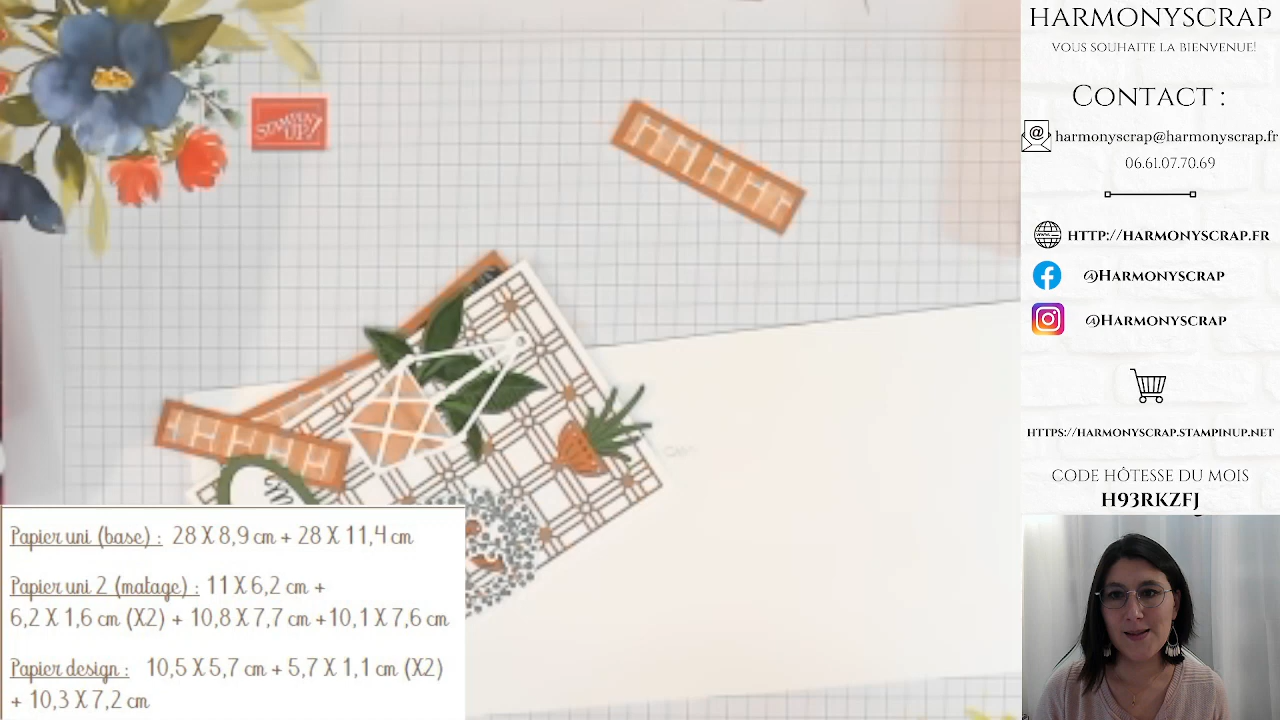 STAMPIN'
UP!
Papier uni (base) : 28 X 8,9 cm + 28 X 11,4 cm
Papier uni 2 (matage) : 11 X 6,2 cm +
6,2 X 1,6 cm (X2) + 10,8 X 7,7 cm +10,1 X 7,6 cm
Papier design : 10,5 X 5,7 cm + 5,7 X 1,1 cm (X2)
+ 10,3 X 7,2 cm
HARMONYSCRAP
VOUS SOUHAITE LA BIENVENUE!
CONTACT :
harmonyscrap@harmonyscrap.fr
06.61.07.70.69
HTTP://HARMONYSCRAP.FR
@HARMONYSCRAP
@HARMONYSCRAP
HTTPS://HARMONYSCRAP.STAMPINUP.NET
CODE HÔTESSE DU MOIS
H93RKZFJ